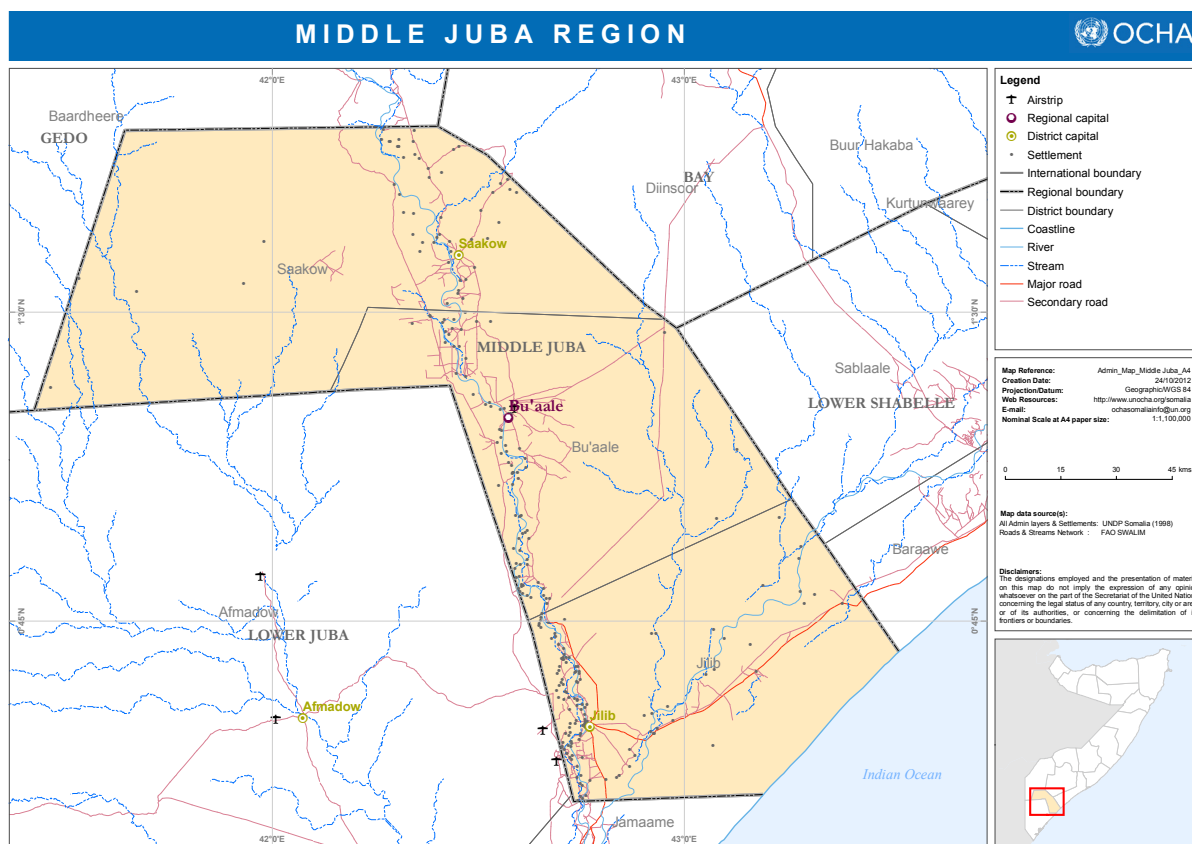 MIDDLE JUBA REGION
OCHA
42°0'E
43°0'E
Baardheere
GEDO
BAY
Diinsoor
Buur Hakaba
Kurtunwaarey
Saakow
Saakow
1°30'N
1°30'N
MIDDLE JUBA
Bu'aale
Bu'aale
Sablaale
LOWER SHABELLE
Baraawe
Afmadow
LOWER JUBA
0°45'N
0°45'N
Jilib
Afmadow
Jilib
Indian Ocean
Jamaame
42°0'E
43°0'E
Legend
Airstrip
Regional capital
District capital
Settlement
International boundary
Regional boundary
District boundary
Coastline
River
Stream
Major road
Secondary road
Map Reference: Admin_Map_Middle Juba_A4
Creation Date: 24/10/2012
Projection/Datum: Geographic/WGS 84
Web Resources: http://www.unocha.org/somalia
E-mail: ochasomaliainfo@un.org
Nominal Scale at A4 paper size: 1:1,100,000
0 15 30 45 kms
Map data source(s):
All Admin layers & Settlements: UNDP Somalia (1998)
Roads & Streams Network : FAO SWALIM
Disclaimers:
The designations employed and the presentation of materi
on this map do not imply the expression of any opini
whatsoever on the part of the Secretariat of the United Nation
concerning the legal status of any country, territory, city or are
or of its authorities, or concerning the delimitation of i
frontiers or boundaries.